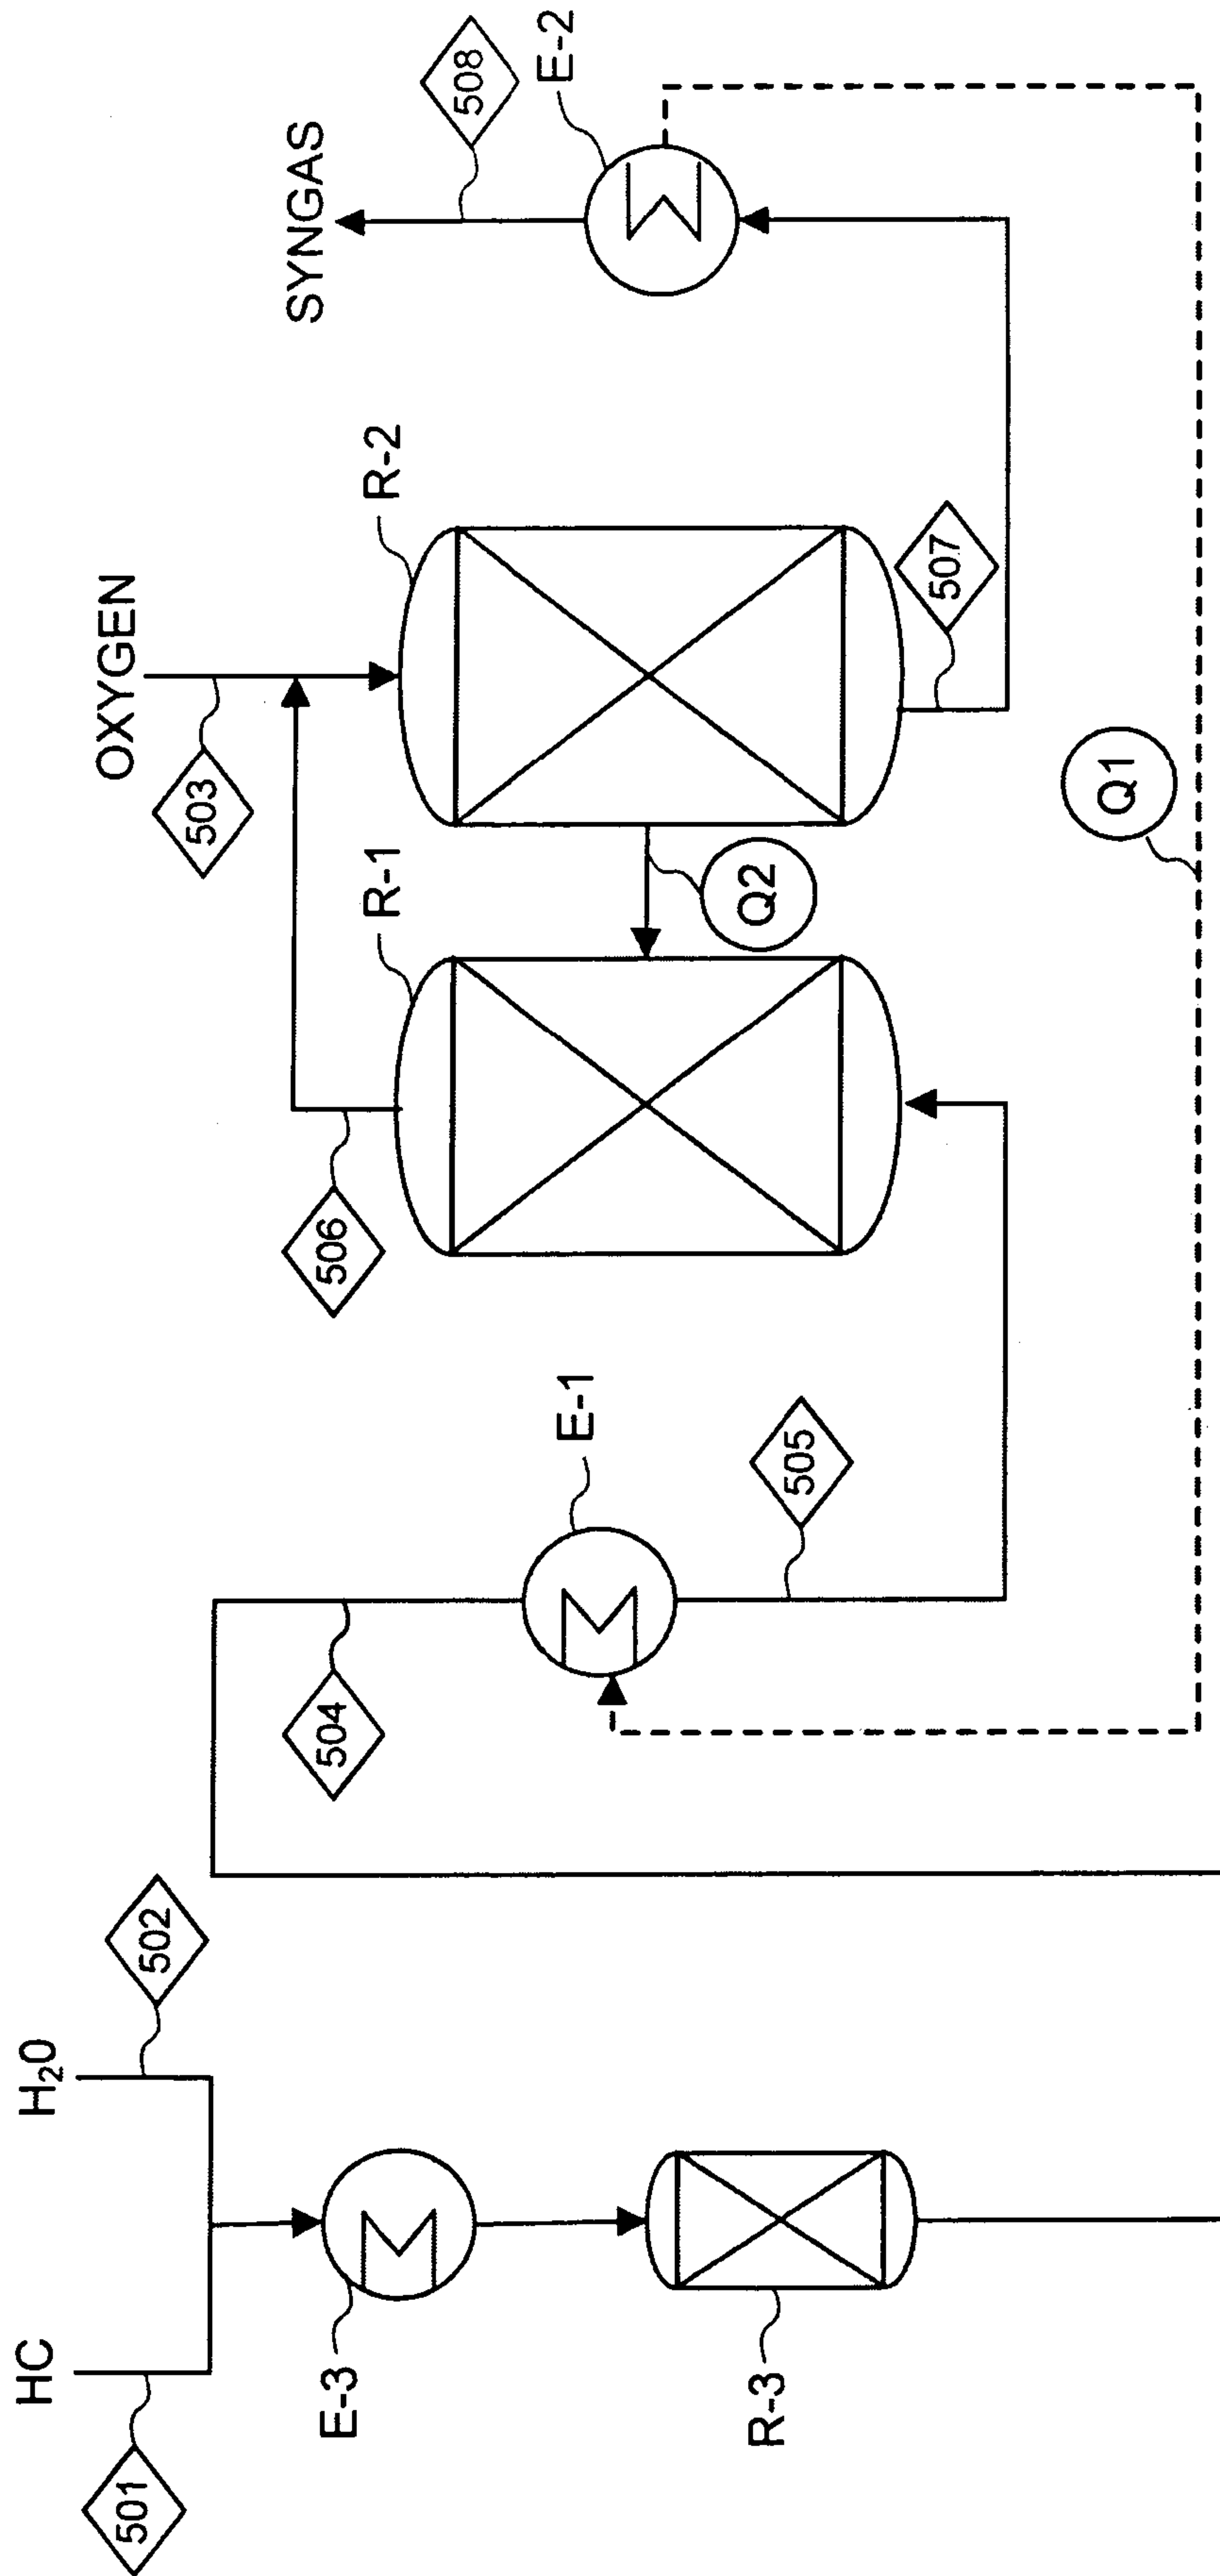 HC
H₂0
501
502
E-3
R-3
504
E-1
505
506
R-1
Q2
OXYGEN
503
R-2
507
Q1
SYNGAS
508
E-2